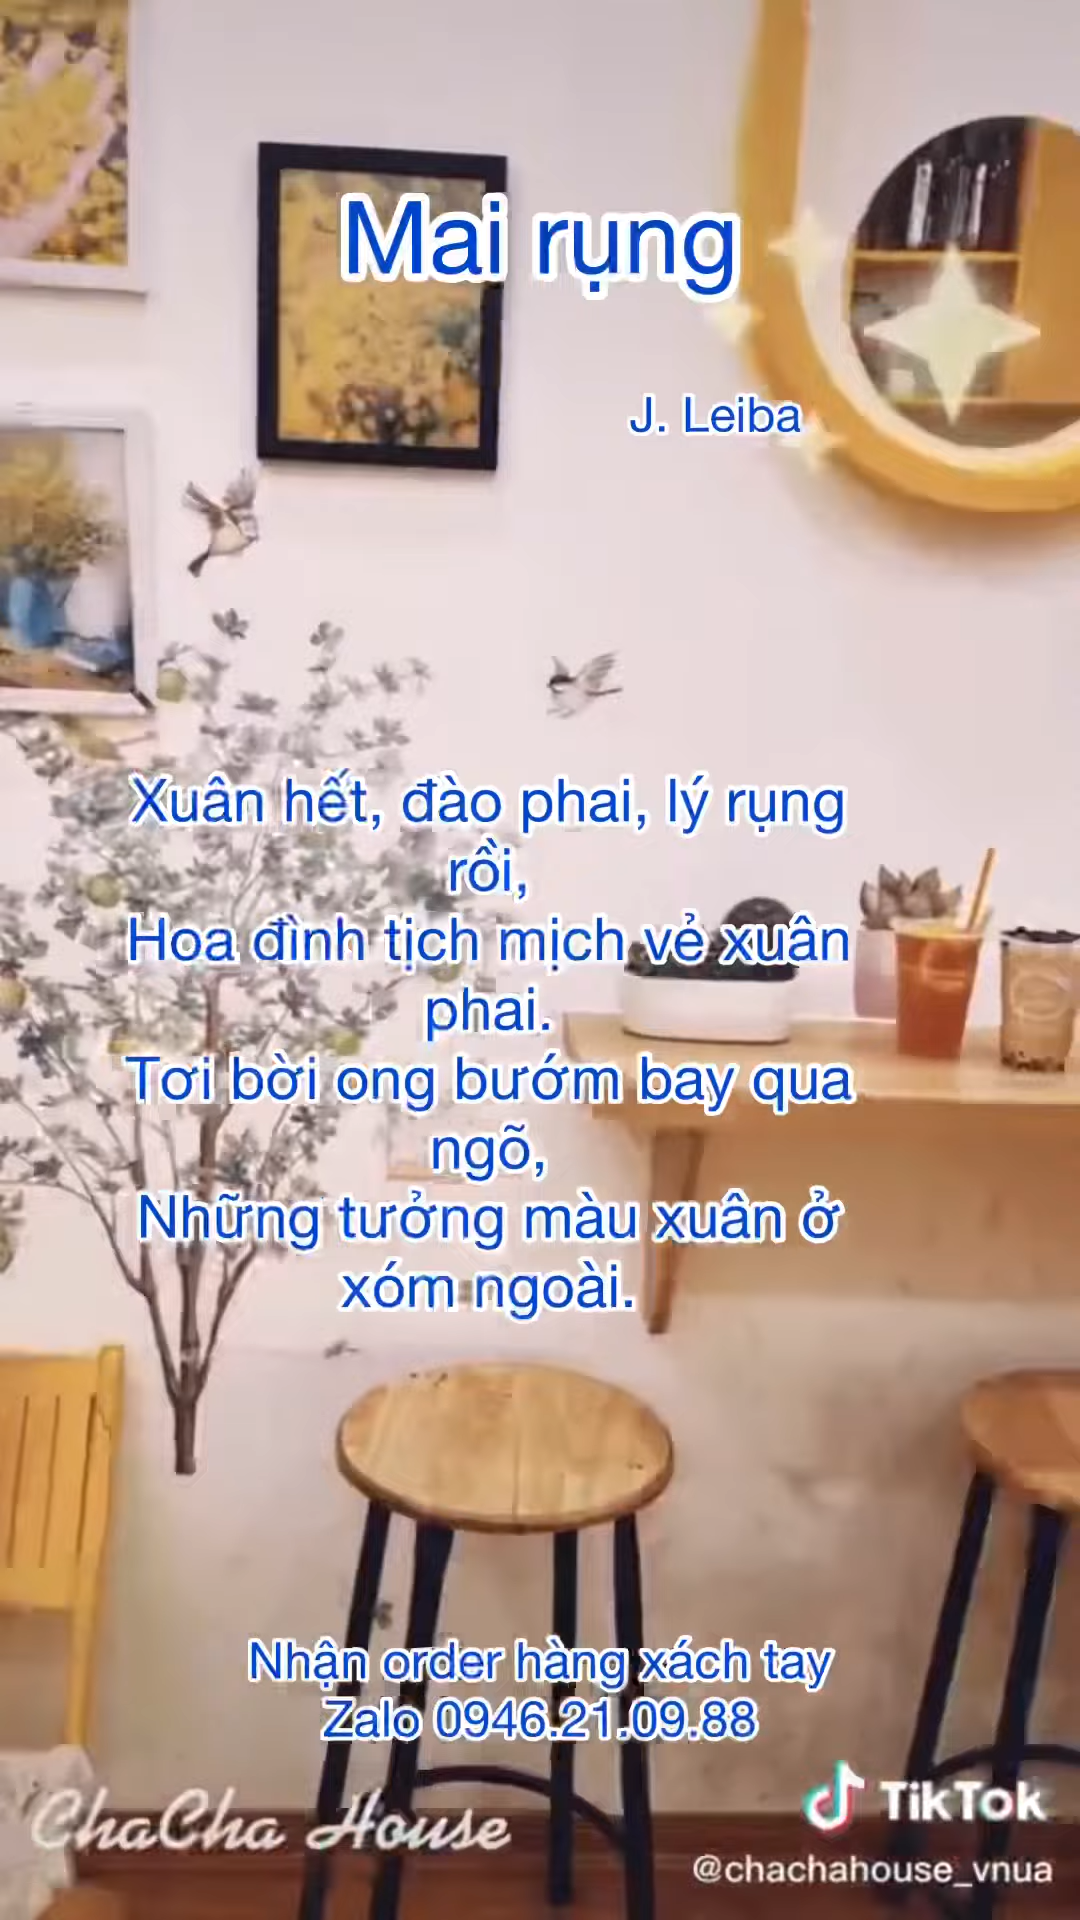 Mai rụng
J. Leiba
Xuân hết, đào phai, lý rụng
rồi,
Hoa đình tịch mịch vẻ xuân
phai.
Tơi bời ong bướm bay qua
ngõ,
Những tưởng màu xuân ở
xóm ngoài.
Nhận order hàng xách tay
Zalo 0946.21.09.88
ChaCha House
TikTok
@chachahouse_vnua